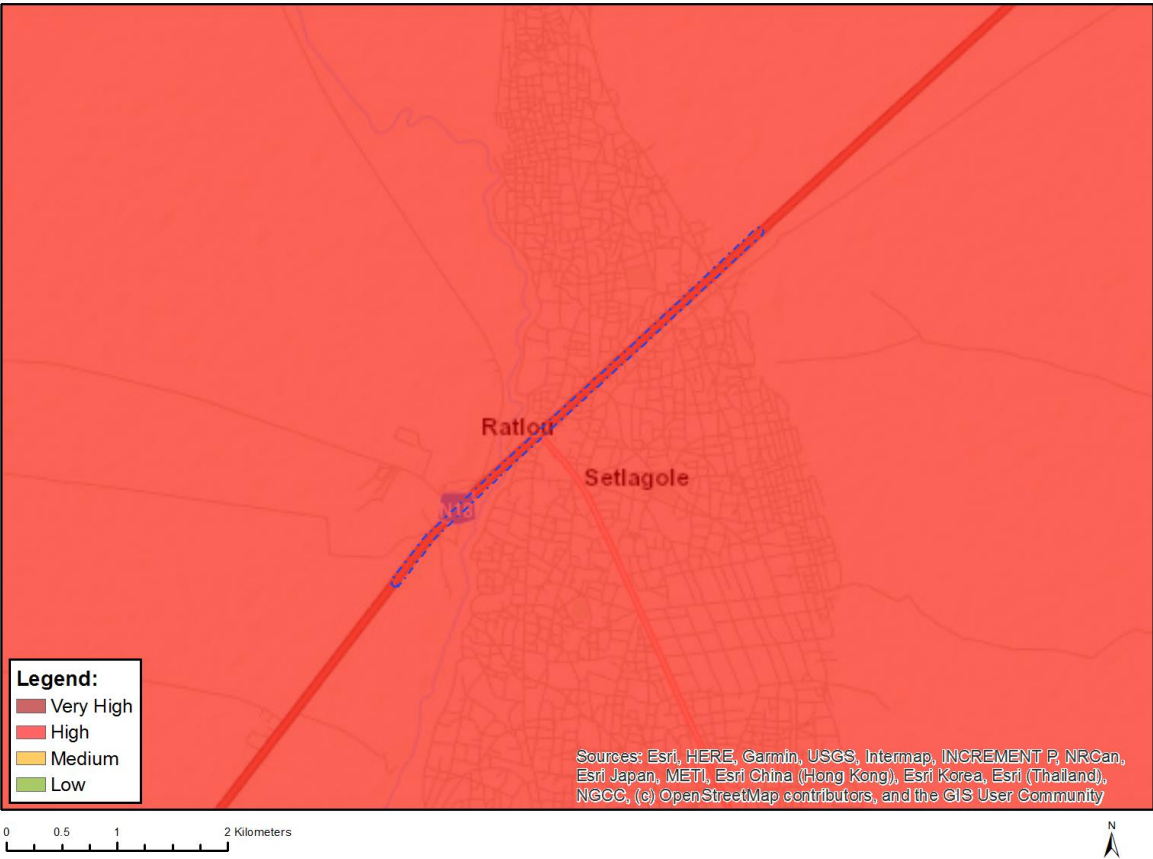 Ratlou
Setlagole
N18
Legend:
Very High
High
Medium
Low
Sources: Esri, HERE, Garmin, USGS, Intermap, INCREMENT P, NRCan,
Esri Japan, METI, Esri China (Hong Kong), Esri Korea, Esri (Thailand),
NGCC, (c) OpenStreetMap contributors, and the GIS User Community
0 0.5 1 2 Kilometers
N